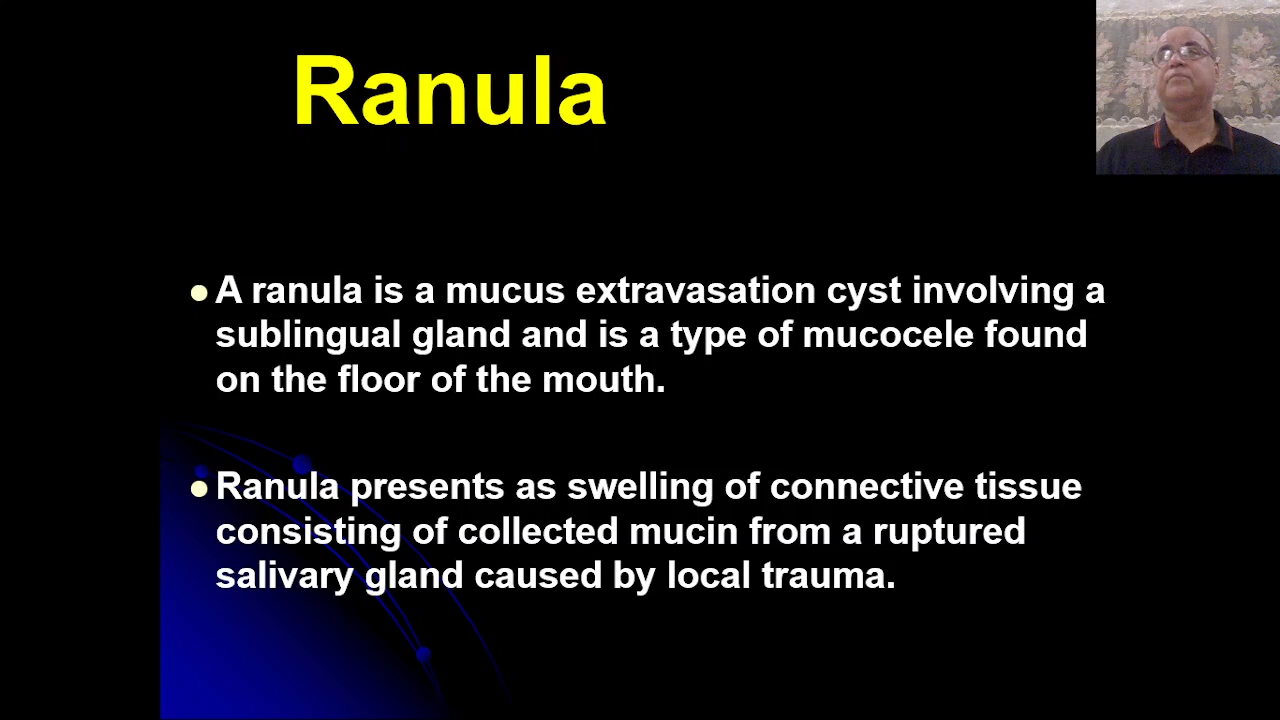 Ranula
A ranula is a mucus extravasation cyst involving a
sublingual gland and is a type of mucocele found
on the floor of the mouth.
Ranula presents as swelling of connective tissue
consisting of collected mucin from a ruptured
salivary gland caused by local trauma.